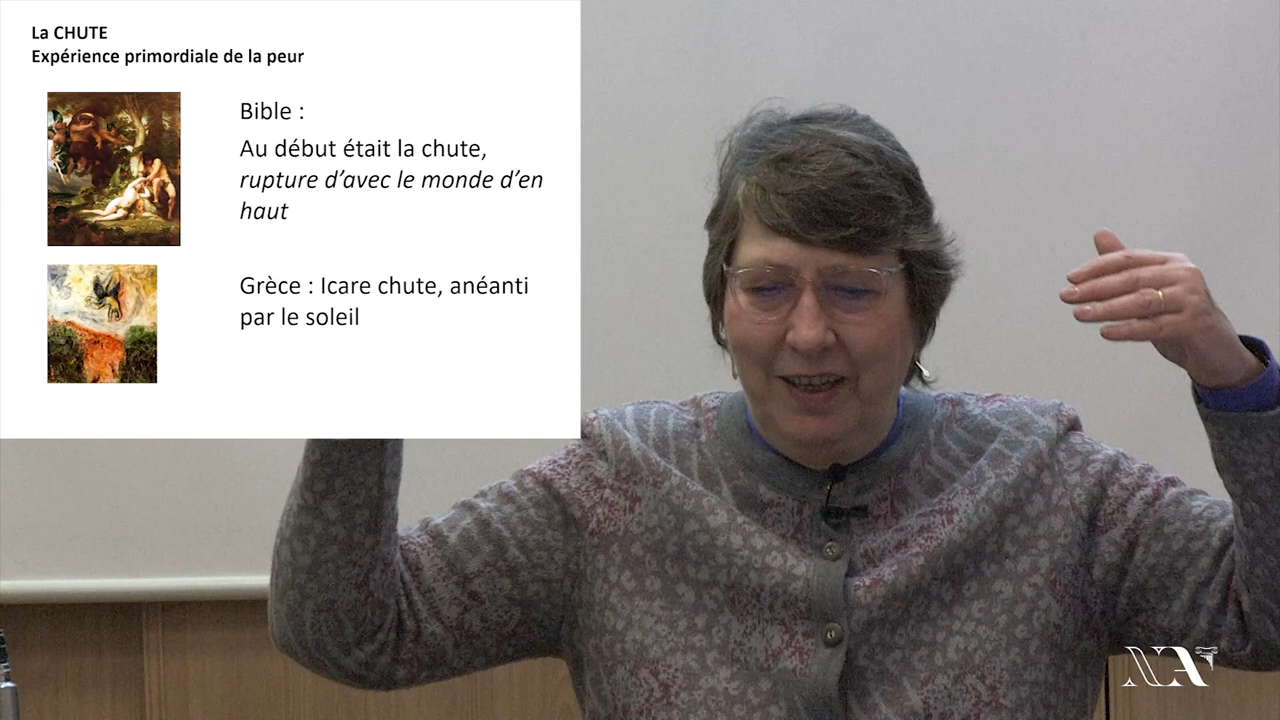 La CHUTE
Expérience primordiale de la peur
Bible :
Au début était la chute,
rupture d’avec le monde d’en
haut
Grèce : Icare chute, anéanti
par le soleil